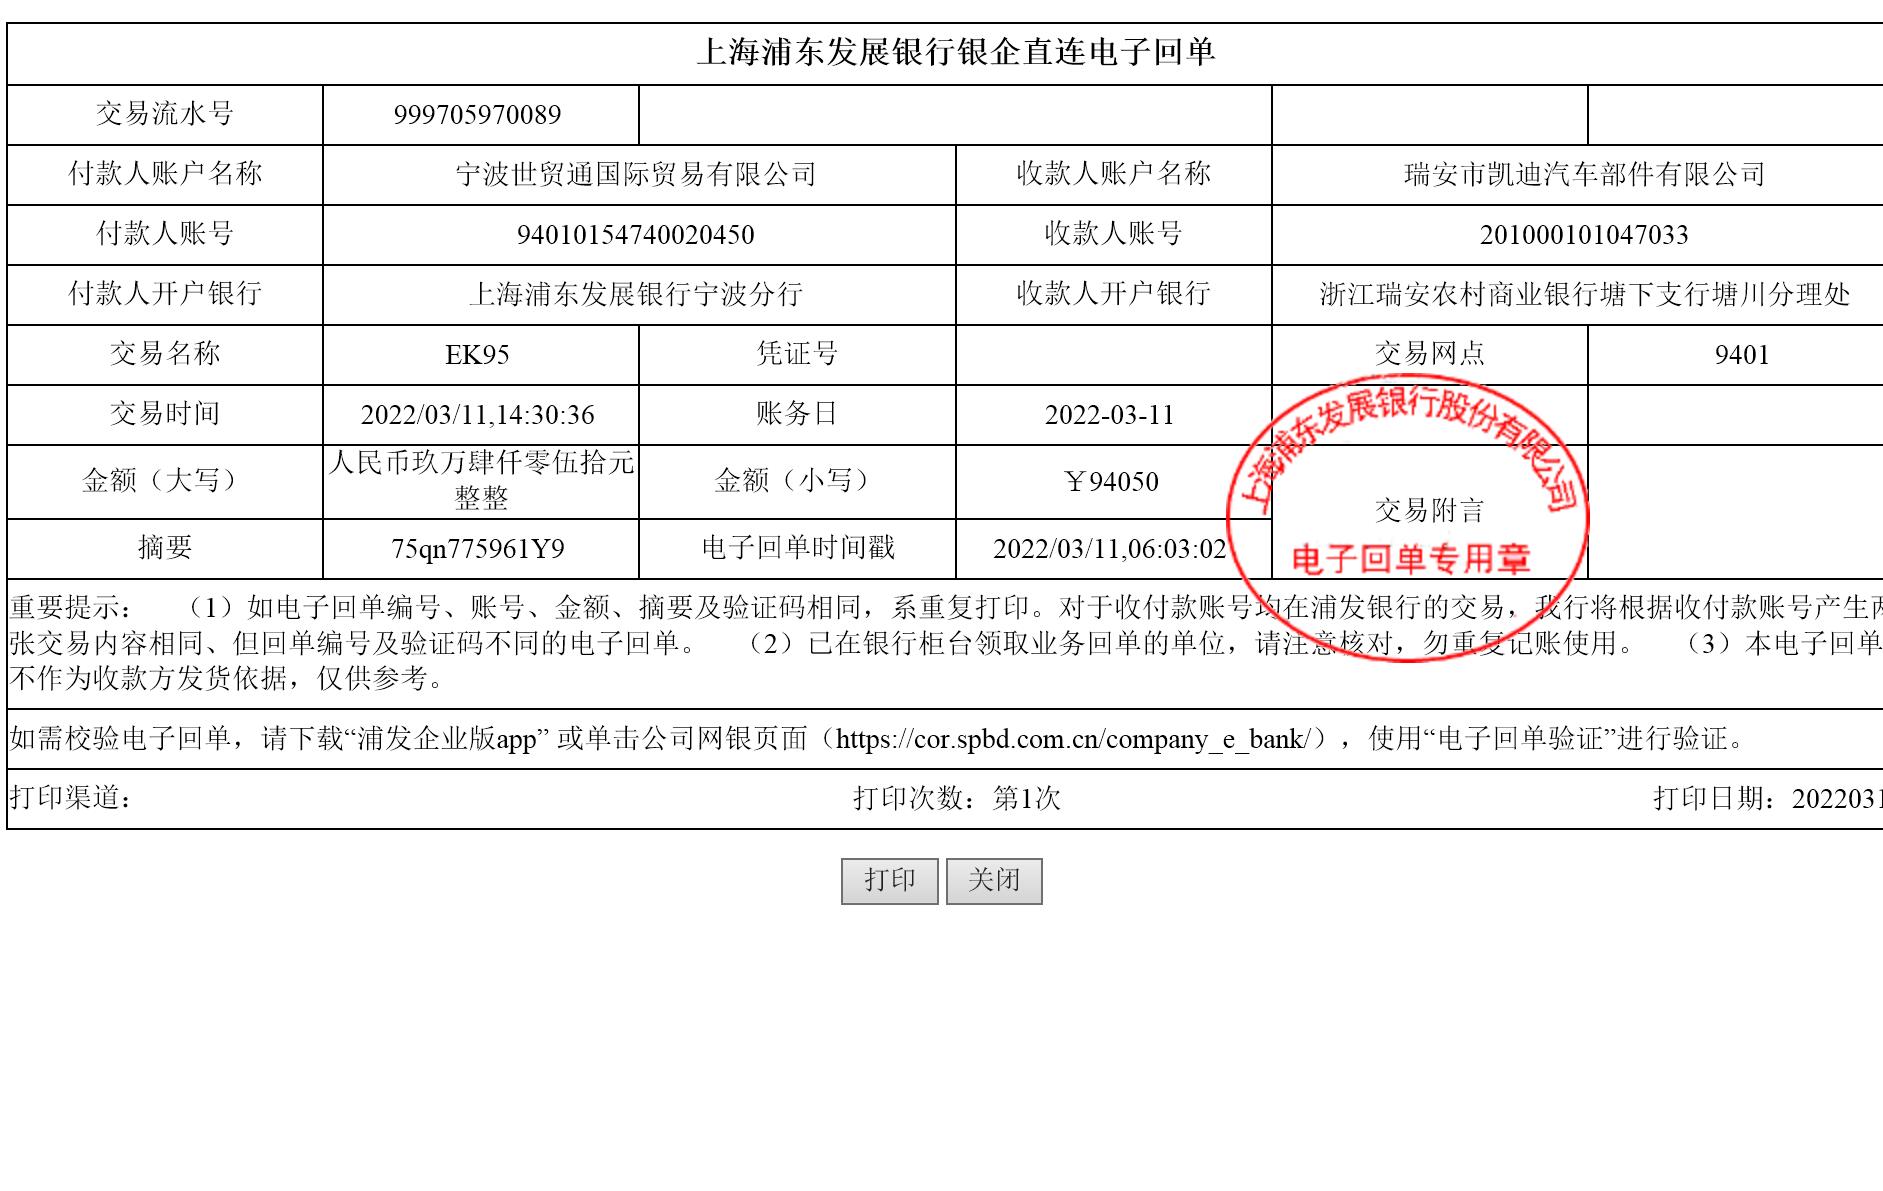 上海浦东发展银行银企直连电子回单
交易流水号 999705970089
付款人账户名称 宁波世贸通国际贸易有限公司 收款人账户名称 瑞安市凯迪汽车部件有限公司
付款人账号 94010154740020450 收款人账号 201000101047033
付款人开户银行 上海浦东发展银行宁波分行 收款人开户银行 浙江瑞安农村商业银行塘下支行塘川分理处
交易名称 EK95 凭证号 交易网点 9401
交易时间 2022/03/11,14:30:36 账务日 2022-03-11
金额（大写） 人民币玖万肆仟零伍拾元
整整 金额（小写） ￥94050
摘要 75qn775961Y9 电子回单时间戳 2022/03/11,06:03:02
交易附言
上海浦东发展银行股份有限公司
电子回单专用章
重要提示： （1）如电子回单编号、账号、金额、摘要及验证码相同，系重复打印。对于收付款账号均在浦发银行的交易，我行将根据收付款账号产生两
张交易内容相同、但回单编号及验证码不同的电子回单。 （2）已在银行柜台领取业务回单的单位，请注意核对，勿重复记账使用。 （3）本电子回单
不作为收款方发货依据，仅供参考。
如需校验电子回单，请下载“浦发企业版app” 或单击公司网银页面（https://cor.spbd.com.cn/company_e_bank/），使用“电子回单验证”进行验证。
打印渠道： 打印次数：第1次 打印日期：2022031
打印 关闭